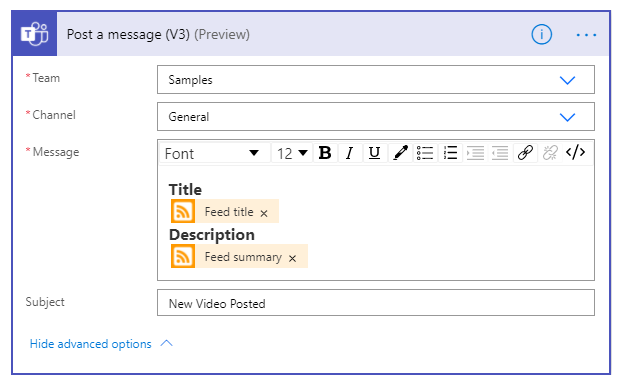 Post a message (V3) (Preview)
* Team
Samples
* Channel
General
* Message
Font
12 B I U
Title
Feed title ×
Description
Feed summary ×
Subject
New Video Posted
Hide advanced options